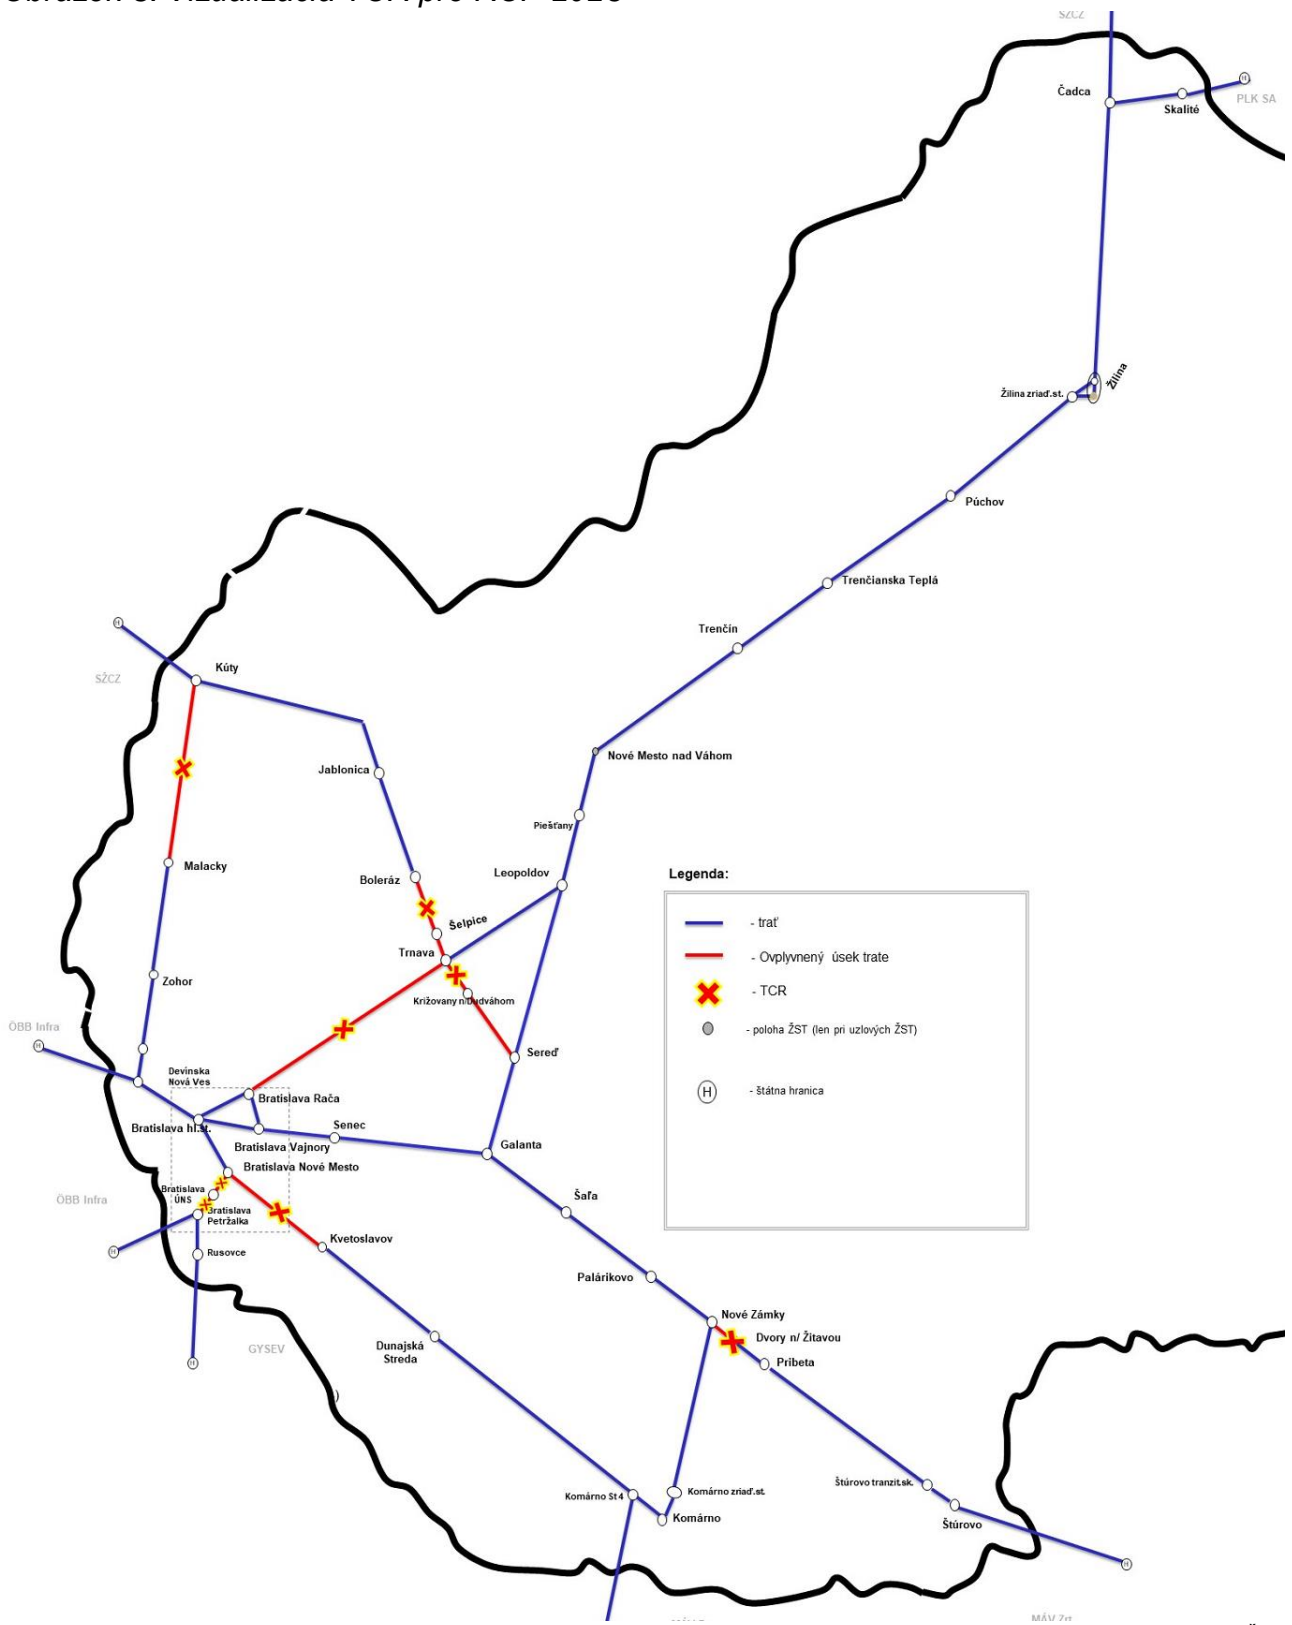 SŽCZ
Čadca
Skalité
H
PLK SA
Žilina
Žilina zriaď.st.
Púchov
Trenčianska Teplá
Trenčín
H
Kúty
SŽCZ
Nové Mesto nad Váhom
Jablonica
Piešťany
Malacky
Boleráz
Leopoldov
Legenda:
- trať
- Ovplyvnený úsek trate
- TCR
- poloha ŽST (len pri uzlových ŽST)
H
- štátna hranica
Šelpice
Trnava
Zohor
Križovany n/Dudváhom
ÖBB Infra
H
Sereď
Devínska
Nová Ves
Bratislava Rača
Bratislava hl.st.
Senec
Bratislava Vajnory
Galanta
Bratislava Nové Mesto
Bratislava
ÚNS
ÖBB Infra
Bratislava
Petržalka
Šaľa
H
Rusovce
Kvetoslavov
Palárikovo
Nové Zámky
Dvory n/ Žitavou
GYSEV
Dunajská
Streda
Pribeta
H
Štúrovo tranzit.sk.
Komárno zriaď.st.
Komárno St 4
Komárno
Štúrovo
H